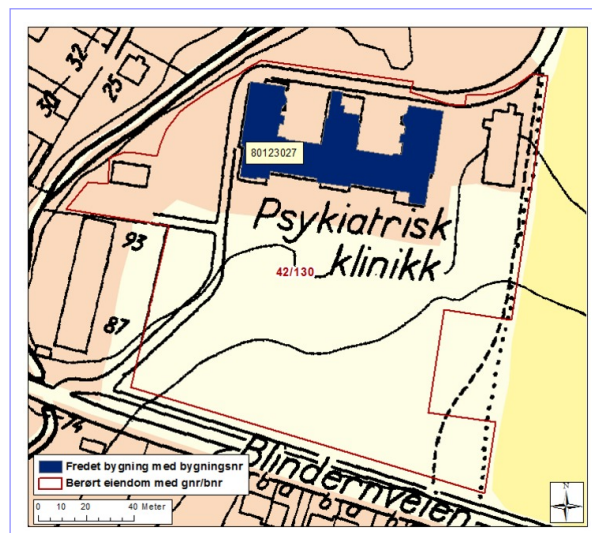 32
30
25
80123027
Psykiatrisk
klinikk
93
42/130
87
74
Blindernveien
Fredet bygning med bygningsnr
Berørt eiendom med gnr/bnr
0 10 20 40 Meter
N